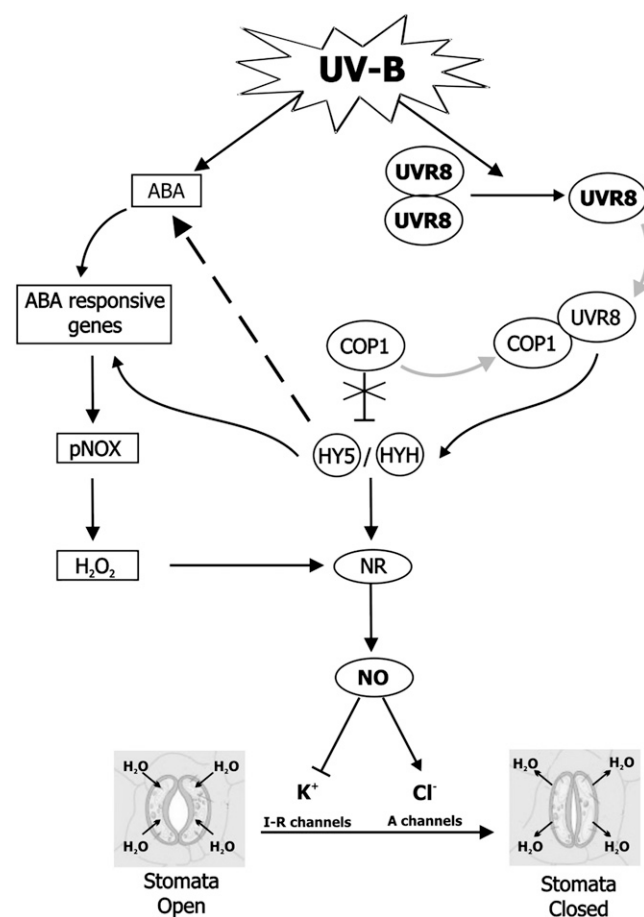 UV-B
ABA
UVR8
UVR8
UVR8
ABA responsive
genes
COP1
COP1
UVR8
pNOX
HY5 / HYH
H₂O₂
NR
NO
H₂O H₂O
H₂O H₂O
K⁺ Cl⁻
I-R channels A channels
H₂O H₂O
H₂O H₂O
Stomata
Open
Stomata
Closed